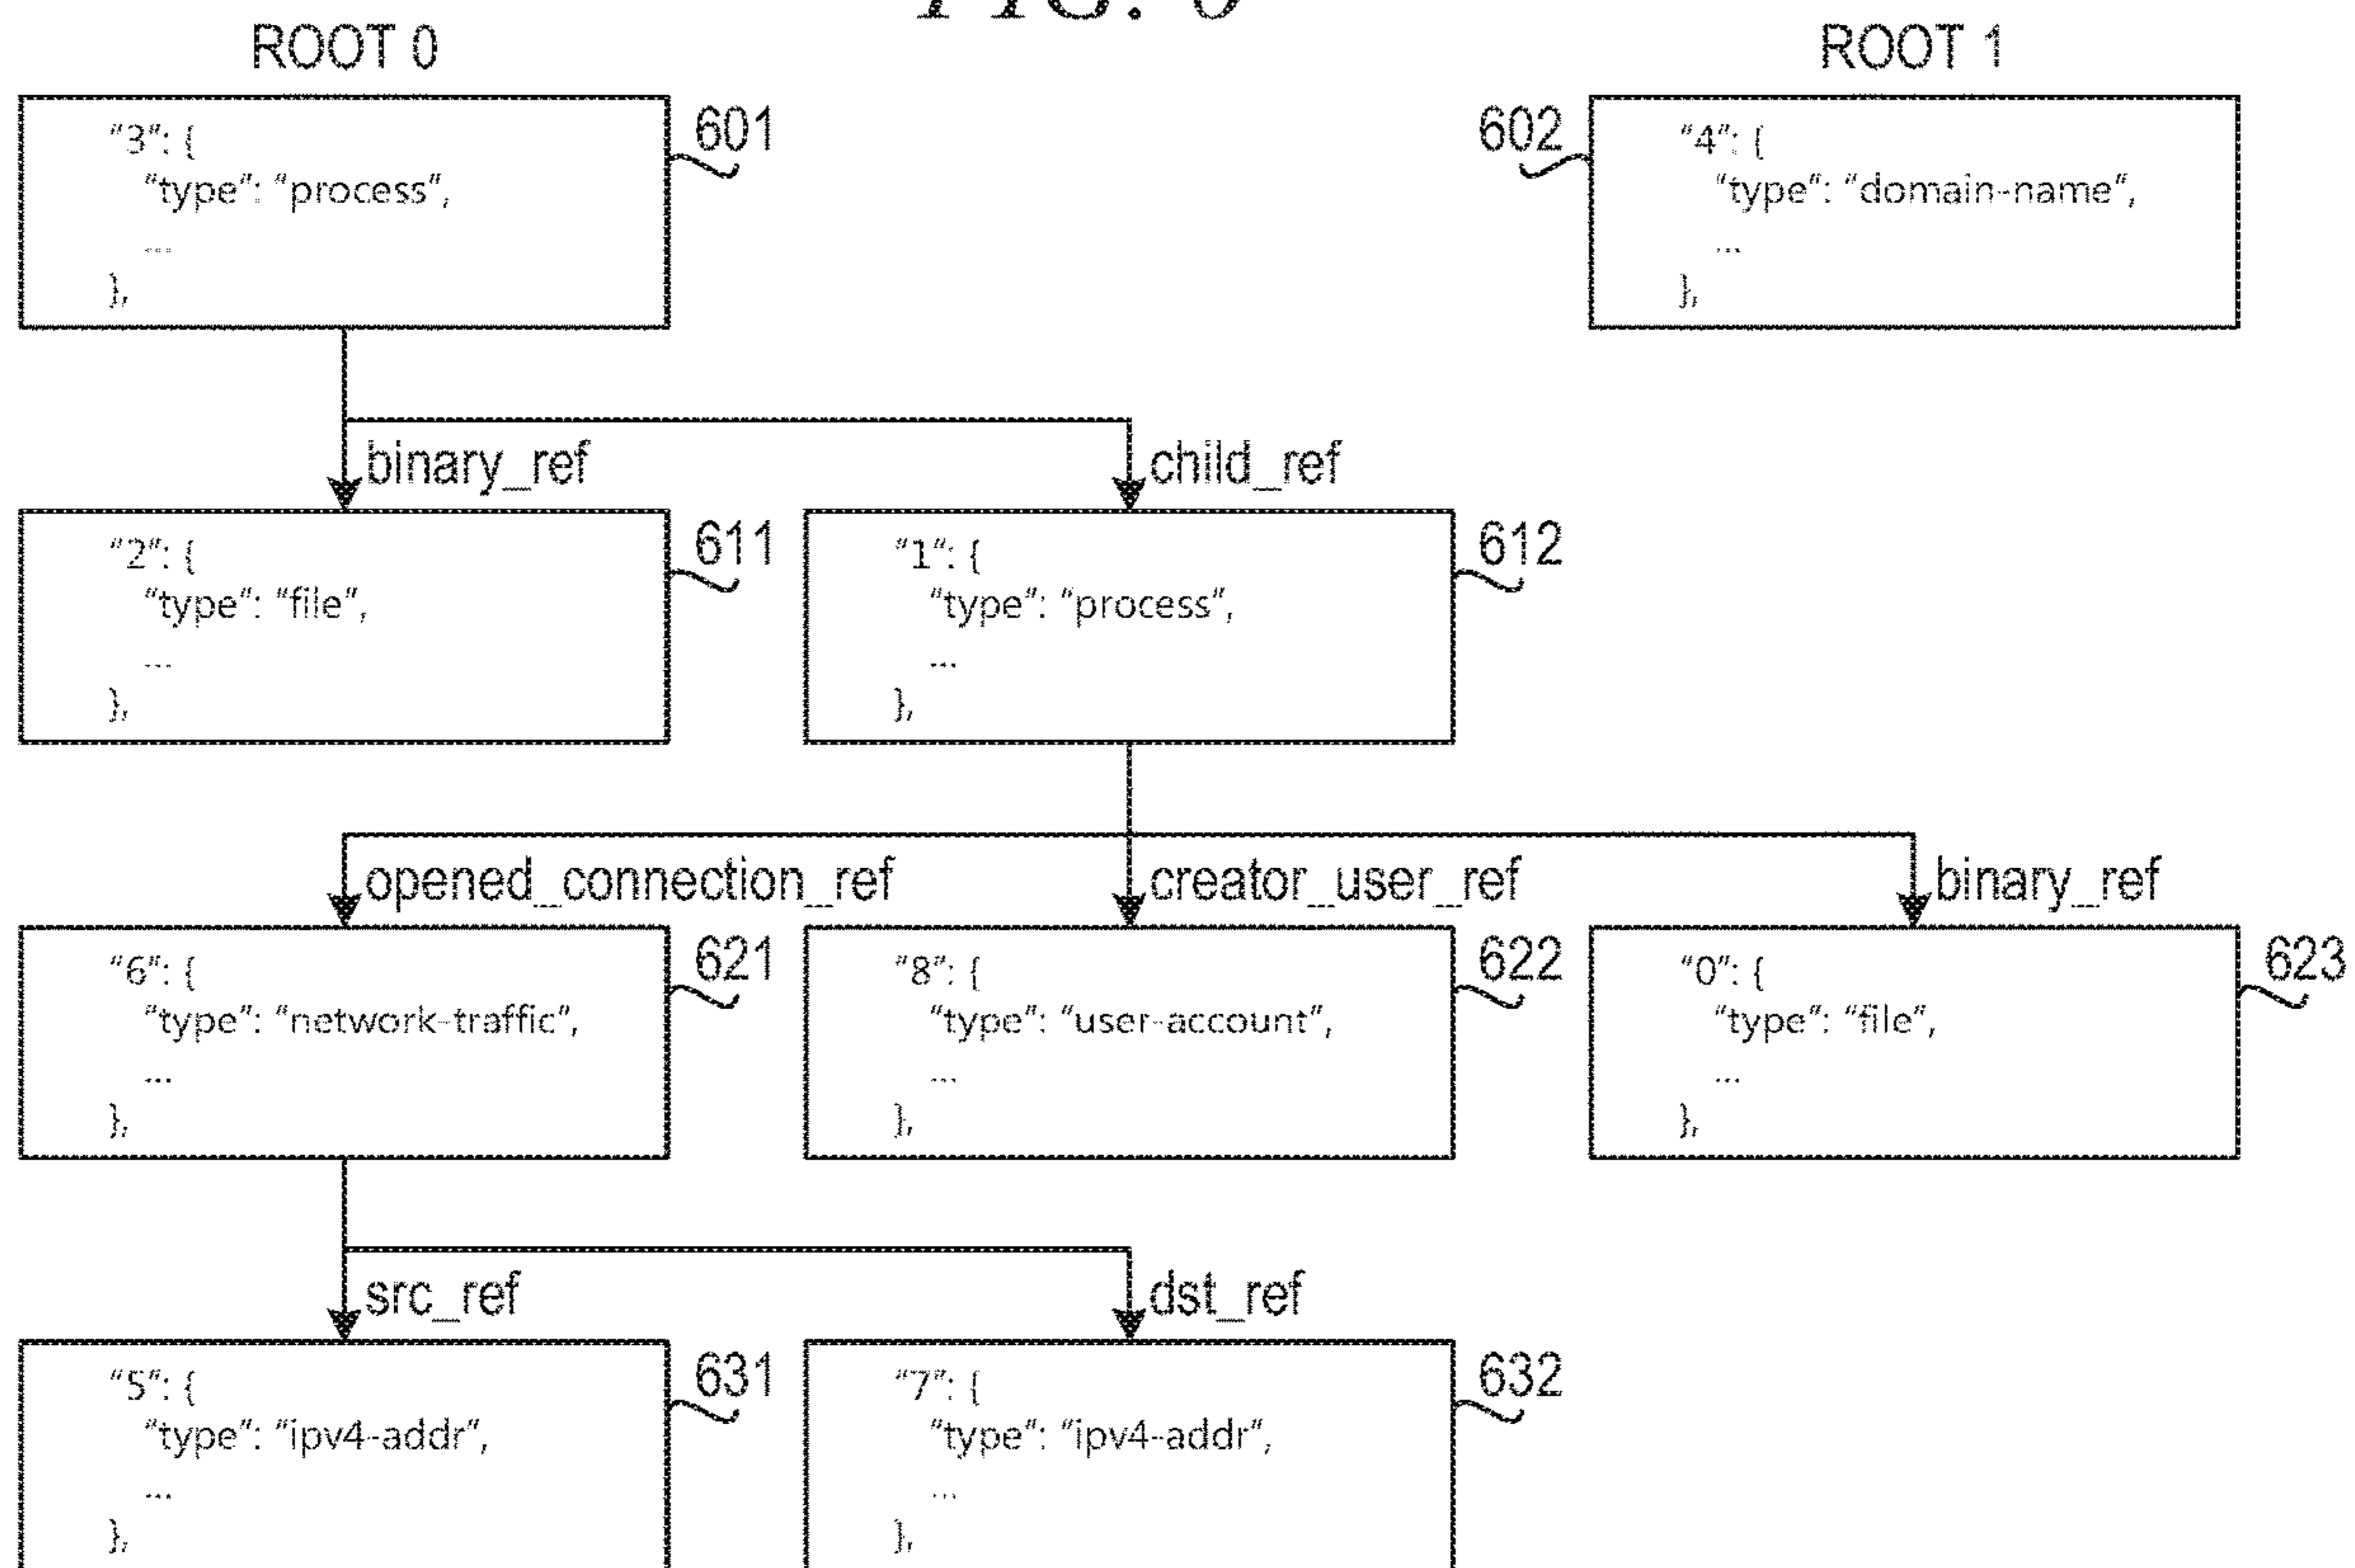 FIG. 6
ROOT 0
"3": {
"type": "process",
...
},
601
ROOT 1
602
"4": {
"type": "domain-name",
...
},
binary_ref
child_ref
"2": {
"type": "file",
...
},
611
"1": {
"type": "process",
...
},
612
opened_connection_ref
creator_user_ref
binary_ref
"6": {
"type": "network-traffic",
...
},
621
"8": {
"type": "user-account",
...
},
622
"0": {
"type": "file",
...
},
623
src_ref
dst_ref
"5": {
"type": "ipv4-addr",
...
},
631
"7": {
"type": "ipv4-addr",
...
},
632